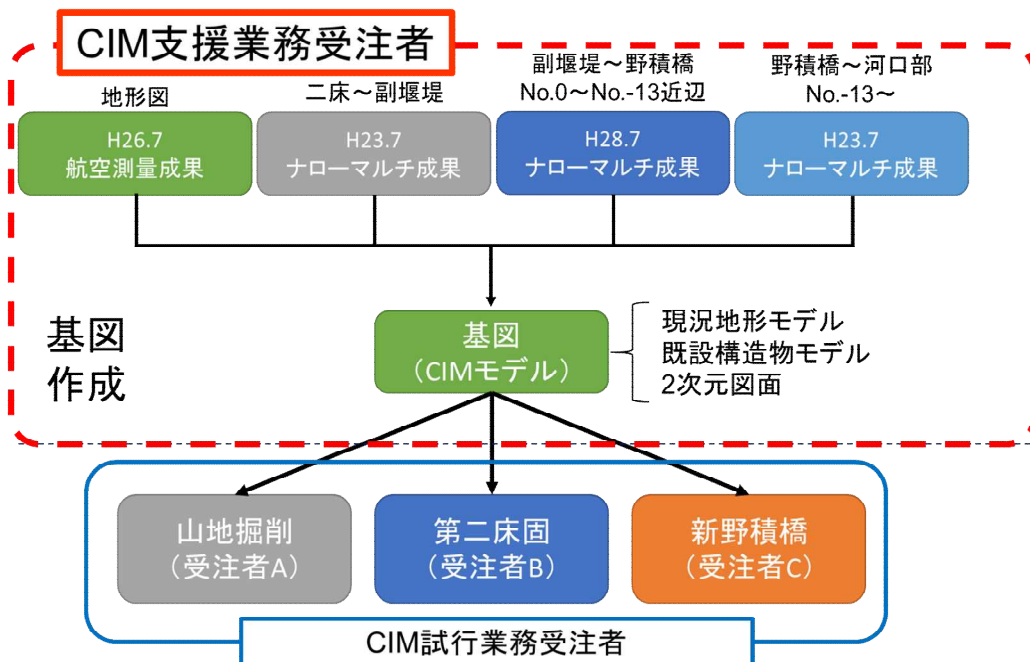 CIM支援業務受注者
地形図
二床～副堰堤
副堰堤～野積橋
No.0～No.-13近辺
野積橋～河口部
No.-13～
H26.7
航空測量成果
H23.7
ナローマルチ成果
H28.7
ナローマルチ成果
H23.7
ナローマルチ成果
基図
作成
基図
（CIMモデル）
現況地形モデル
既設構造物モデル
2次元図面
山地掘削
（受注者A）
第二床固
（受注者B）
新野積橋
（受注者C）
CIM試行業務受注者